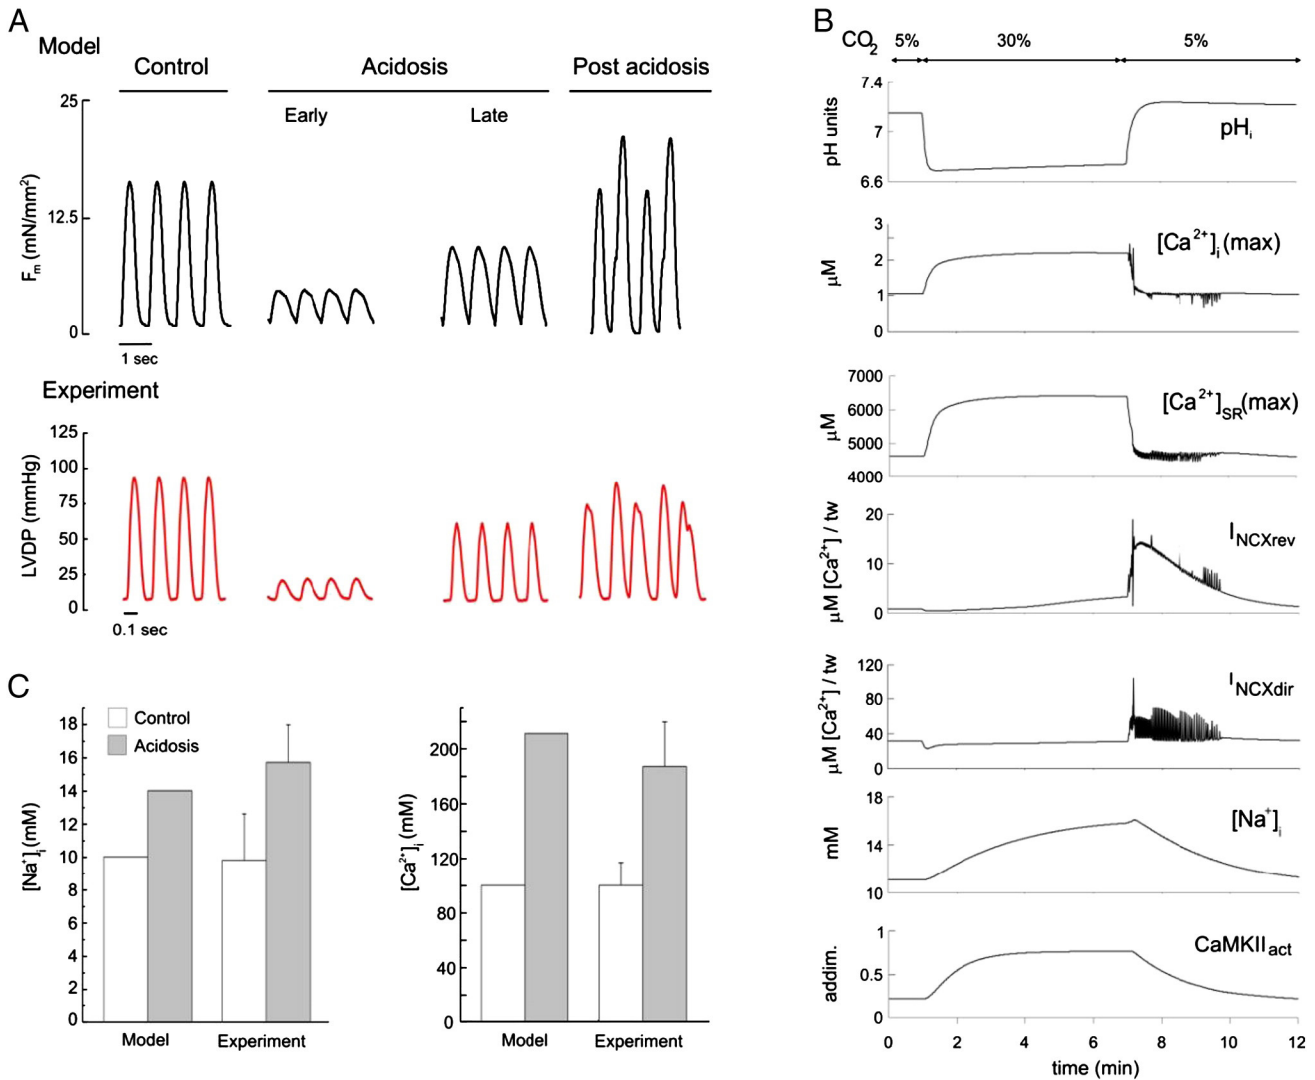 A
Model
Control
Acidosis
Post acidosis
Early
Late
25
12.5
0
Fm (mN/mm²)
1 sec
Experiment
125
100
75
50
25
0
LVDP (mmHg)
0.1 sec
B
CO2
5%
30%
5%
7.4
7
6.6
pH units
pHi
3
2
1
0
μM
[Ca2+]i (max)
7000
6000
5000
4000
μM
[Ca2+]SR(max)
20
10
0
μM [Ca2+] / tw
INCXrev
120
80
40
0
μM [Ca2+] / tw
INCXdir
18
14
10
mM
[Na+]i
1
0.5
0
addim.
CaMKIIact
0 2 4 6 8 10 12
time (min)
C
Control
Acidosis
18
16
14
12
10
8
6
4
2
0
[Na+]i (mM)
Model
Experiment
200
160
120
80
40
0
[Ca2+]i (mM)
Model
Experiment